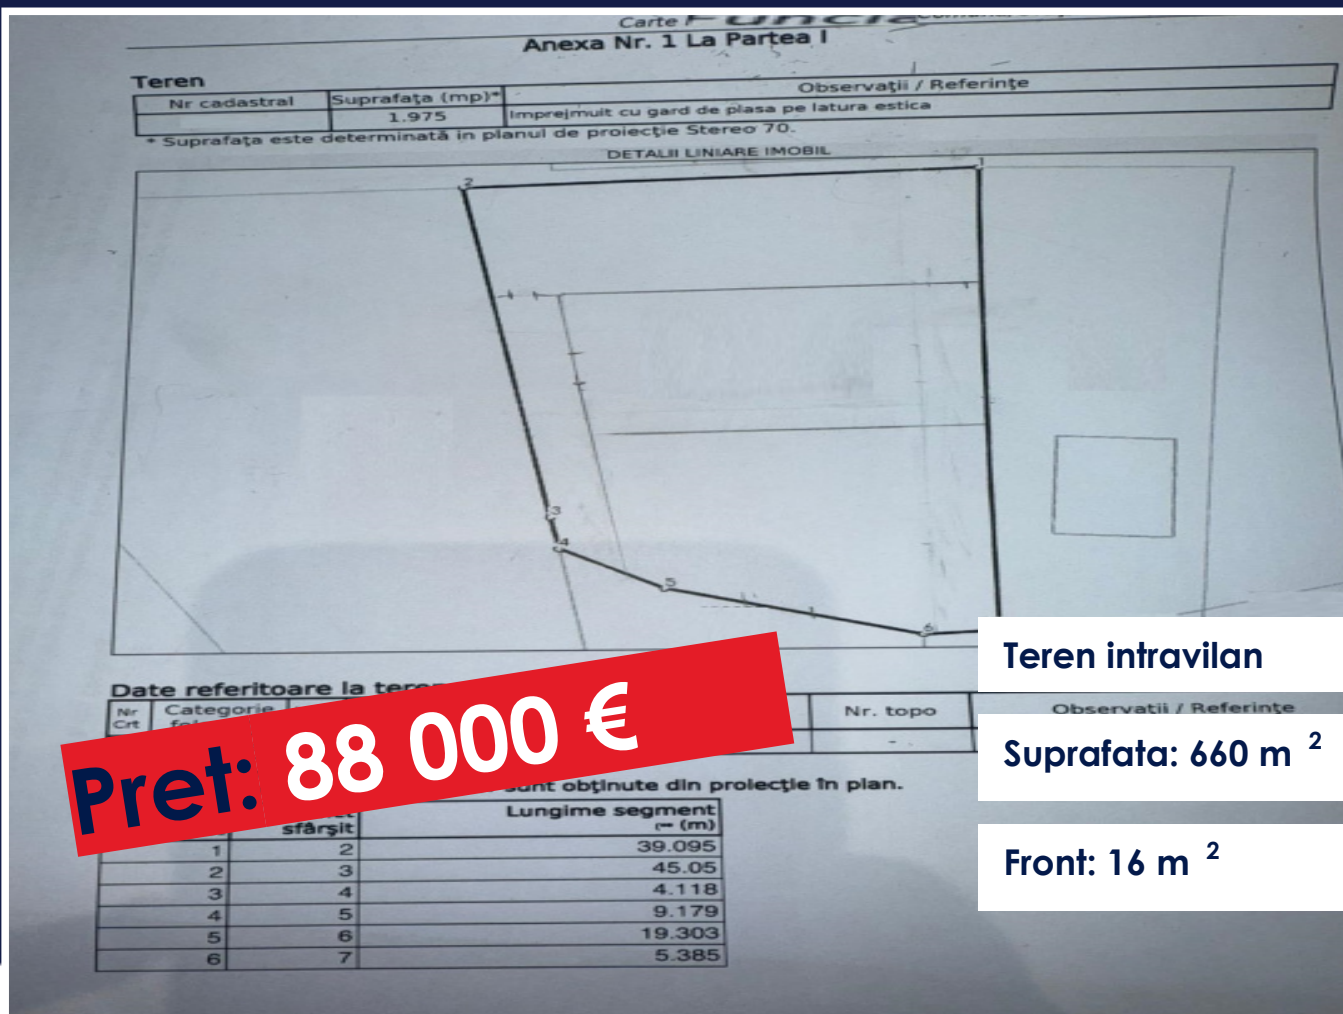 Carte
Anexa Nr. 1 La Partea I
Teren
Nr cadastral Suprafața (mp)* Observații / Referințe
1.975 Imprejmuit cu gard de plasa pe latura estica
* Suprafața este determinată in planul de proiecție Stereo 70.
DETALII LINIARE IMOBIL
1
2
3
4
5
6
Teren intravilan
Date referitoare la
Nr Crt Categorie Nr. topo Observații / Referințe
-
Suprafata: 660 m 2
Pret: 88 000 €
obținute din proiecție în plan.
sfârșit Lungime segment
(m)
1 2 39.095
2 3 45.05
3 4 4.118
4 5 9.179
5 6 19.303
6 7 5.385
Front: 16 m 2